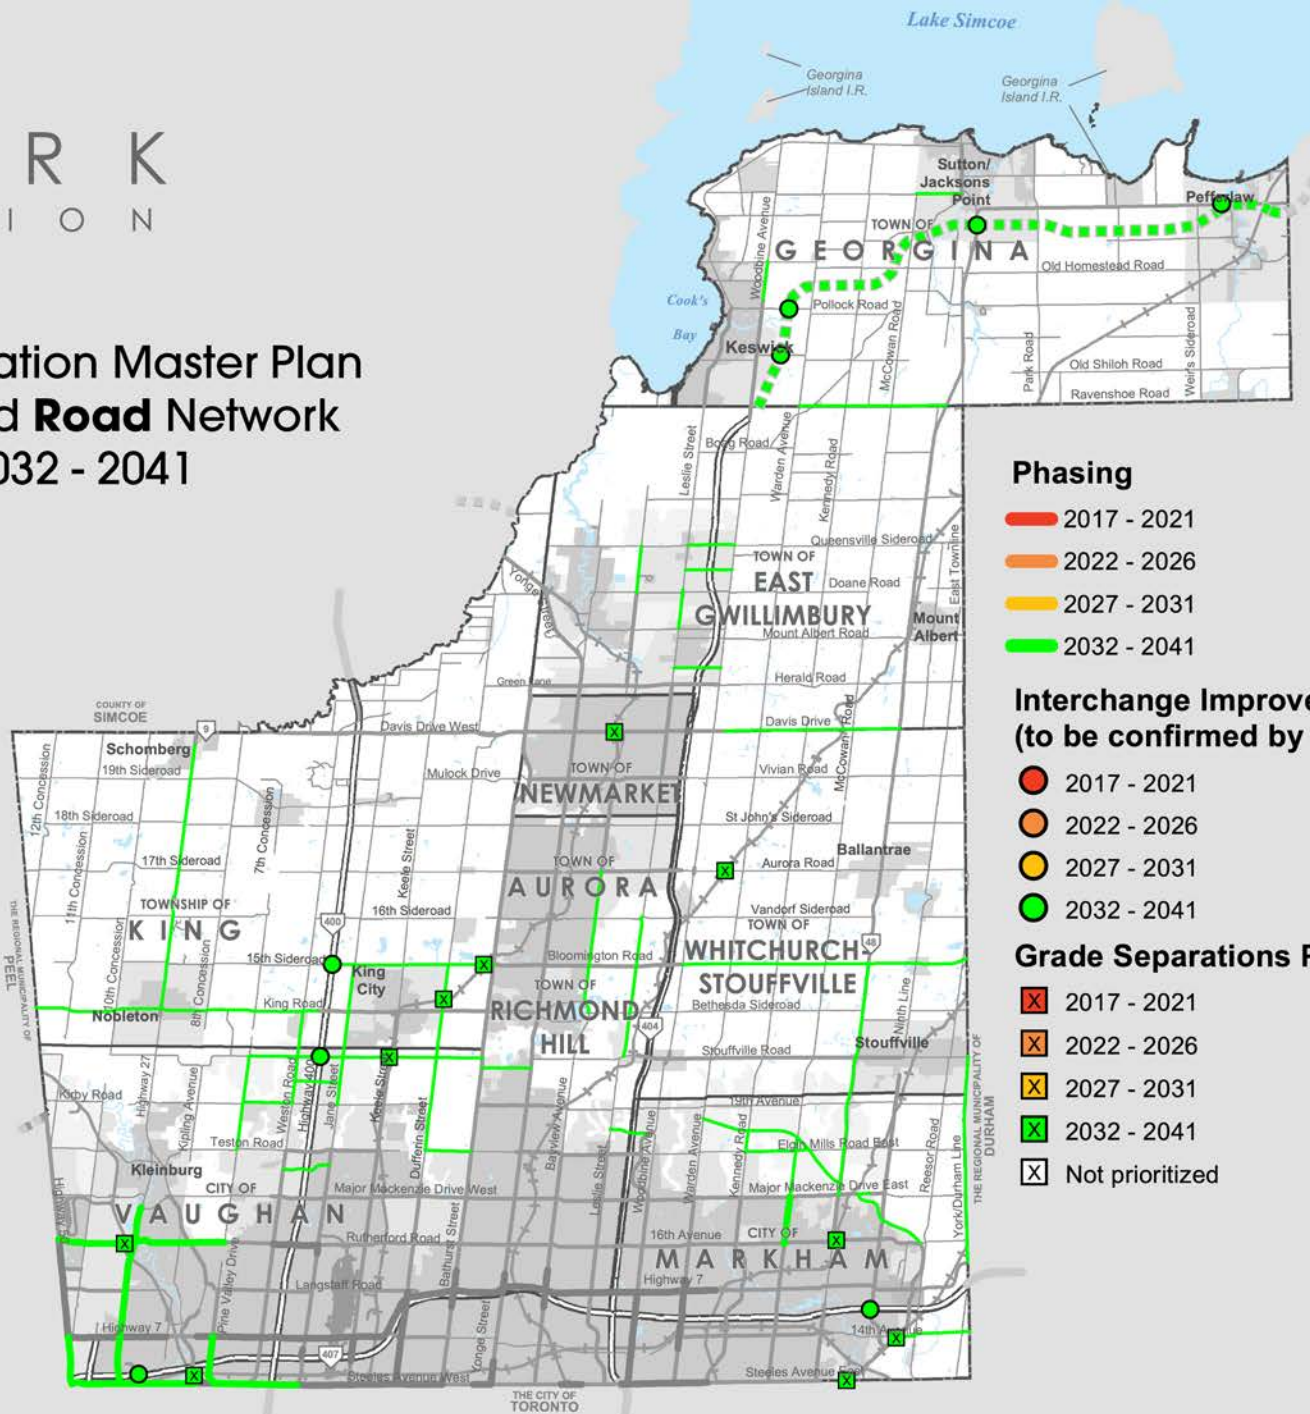 Lake Simcoe
Georgina
Island I.R.
Georgina
Island I.R.
R K
I O N
Sutton/
Jacksons
Point
Pefferlaw
Woodbine Avenue
TOWN OF
GEORGINA
Old Homestead Road
Cook's
Bay
Pollock Road
McCowan Road
Keswick
Park Road
Old Shiloh Road
Weir's Sideroad
Ravenshoe Road
ation Master Plan
d Road Network
032 - 2041
Leslie Street
Boag Road
Warden Avenue
Kennedy Road
Queensville Sideroad
East Townline
TOWN OF
EAST
GWILLIMBURY
Doane Road
Yonge Street
Mount
Albert
Mount Albert Road
Green Lane
Herald Road
Phasing
2017 - 2021
2022 - 2026
2027 - 2031
2032 - 2041
Interchange Improve
(to be confirmed by
2017 - 2021
2022 - 2026
2027 - 2031
2032 - 2041
Grade Separations
X 2017 - 2021
X 2022 - 2026
X 2027 - 2031
X 2032 - 2041
X Not prioritized
COUNTY OF
SIMCOE
9
Davis Drive West
X
Davis Drive
McCowan Road
Schomberg
19th Sideroad
12th Concession
Mulock Drive
TOWN OF
NEWMARKET
Vivian Road
18th Sideroad
7th Concession
St John's Sideroad
17th Sideroad
11th Concession
Keele Street
TOWN OF
AURORA
X
Aurora Road
Ballantrae
TOWNSHIP OF
KING
16th Sideroad
Vandorf Sideroad
400
TOWN OF
WHITCHURCH-
STOUFFVILLE
48
THE REGIONAL MUNICIPALITY OF
PEEL
10th Concession
8th Concession
15th Sideroad
King
City
X
Bloomington Road
X
King Road
Nobleton
TOWN OF
RICHMOND
HILL
Bethesda Sideroad
Ninth Line
404
Stouffville Road
Stouffville
X
Highway 27
Kirby Road
Kipling Avenue
Weston Road
Highway 400
Jane Street
Keele Street
Dufferin Street
Bayview Avenue
19th Avenue
THE REGIONAL MUNICIPALITY OF
DURHAM
Teston Road
Leslie Street
Woodbine Avenue
Warden Avenue
Kennedy Road
Elgin Mills Road East
Reesor Road
York/Durham Line
Kleinburg
CITY OF
VAUGHAN
Major Mackenzie Drive West
Major Mackenzie Drive East
Highway 50
X
Pine Valley Drive
Rutherford Road
Bathurst Street
16th Avenue
CITY OF
MARKHAM
X
Langstaff Road
Highway 7
Highway 7
407
Yonge Street
14th Avenue
X
X
Steeles Avenue West
Steeles Avenue East
X
THE CITY OF
TORONTO